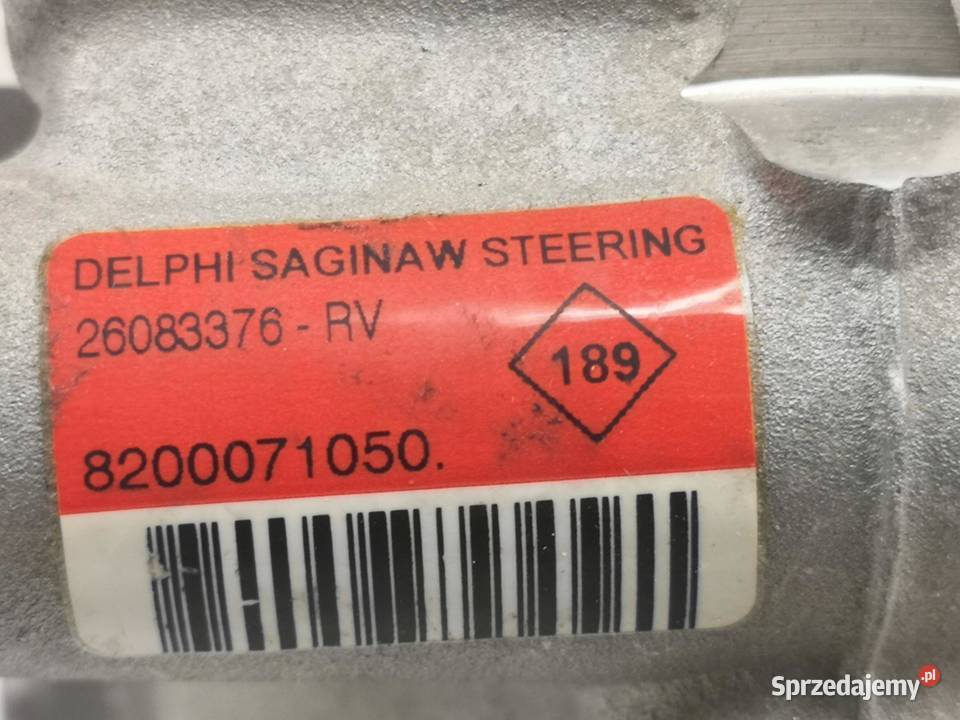 DELPHI SAGINAW STEERING
26083376 - RV
189
8200071050.
Sprzedajemy.pl